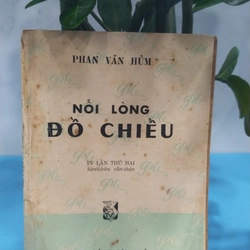 PHAN VĂN HÙM
NỖI LÒNG
ĐỒ CHIỂU
IN LẦN THỨ HAI